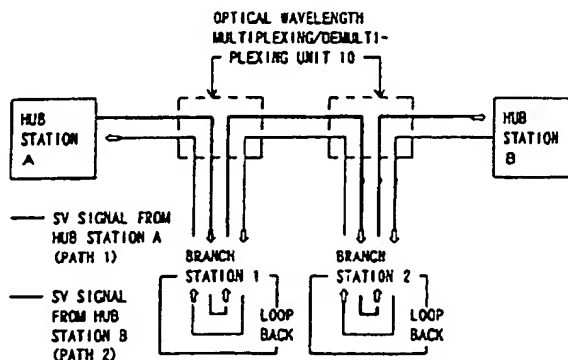 OPTICAL WAVELENGTH
MULTIPLEXING/DEMULTI-
PLEXING UNIT 10
HUB
STATION
A
HUB
STATION
B
SV SIGNAL FROM
HUB STATION A
(PATH 1)
SV SIGNAL
FROM HUB
STATION B
(PATH 2)
BRANCH
STATION 1
LOOP
BACK
BRANCH
STATION 2
LOOP
BACK